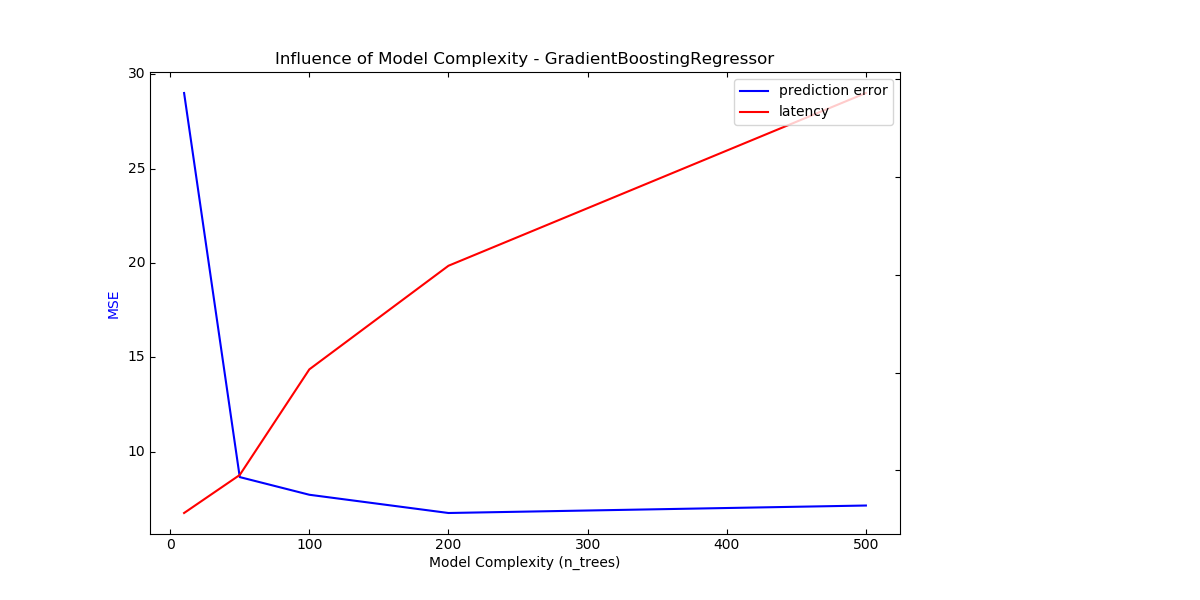 Influence of Model Complexity - GradientBoostingRegressor
prediction error
latency
30
25
20
15
10
MSE
0 100 200 300 400 500
Model Complexity (n_trees)